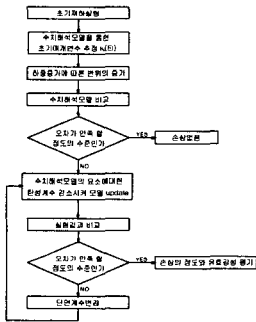 초기재하실험
수치해석모델을 통한
초기매개변수 추정 k₀(E)
하중증가에 따른 변위의 증가
수치해석모델 비교
오차가 만족 할
정도의 수준인가
YES
손상없음
NO
수치해석모델의 요소에대한
탄성계수 감소시켜 모델 update
실험값과 비교
오차가 만족 할
정도의 수준인가
YES
손상의 정도와 유효강성 평가
NO
단면계수변경